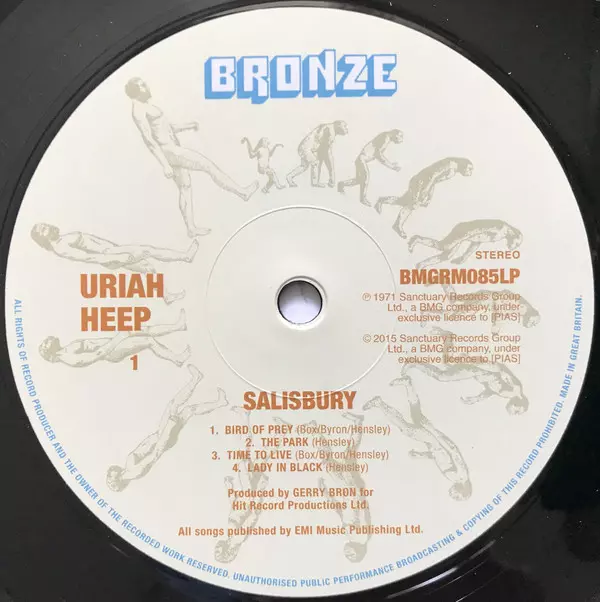 BRONZE
STEREO
BMGRM085LP
℗ 1971 Sanctuary Records Group
Ltd., a BMG company, under
exclusive licence to [PIAS]
© 2015 Sanctuary Records Group
Ltd., a BMG company, under
exclusive licence to [PIAS]
URIAH
HEEP
1
SALISBURY
1. BIRD OF PREY (Box/Byron/Hensley)
2. THE PARK (Hensley)
3. TIME TO LIVE (Box/Byron/Hensley)
4. LADY IN BLACK (Hensley)
Produced by GERRY BRON for
Hit Record Productions Ltd.
All songs published by EMI Music Publishing Ltd.
ALL RIGHTS OF RECORD PRODUCER AND THE OWNER OF THE RECORDED WORK RESERVED. UNAUTHORISED PUBLIC PERFORMANCE BROADCASTING & COPYING OF THIS RECORD PROHIBITED. MADE IN GREAT BRITAIN.